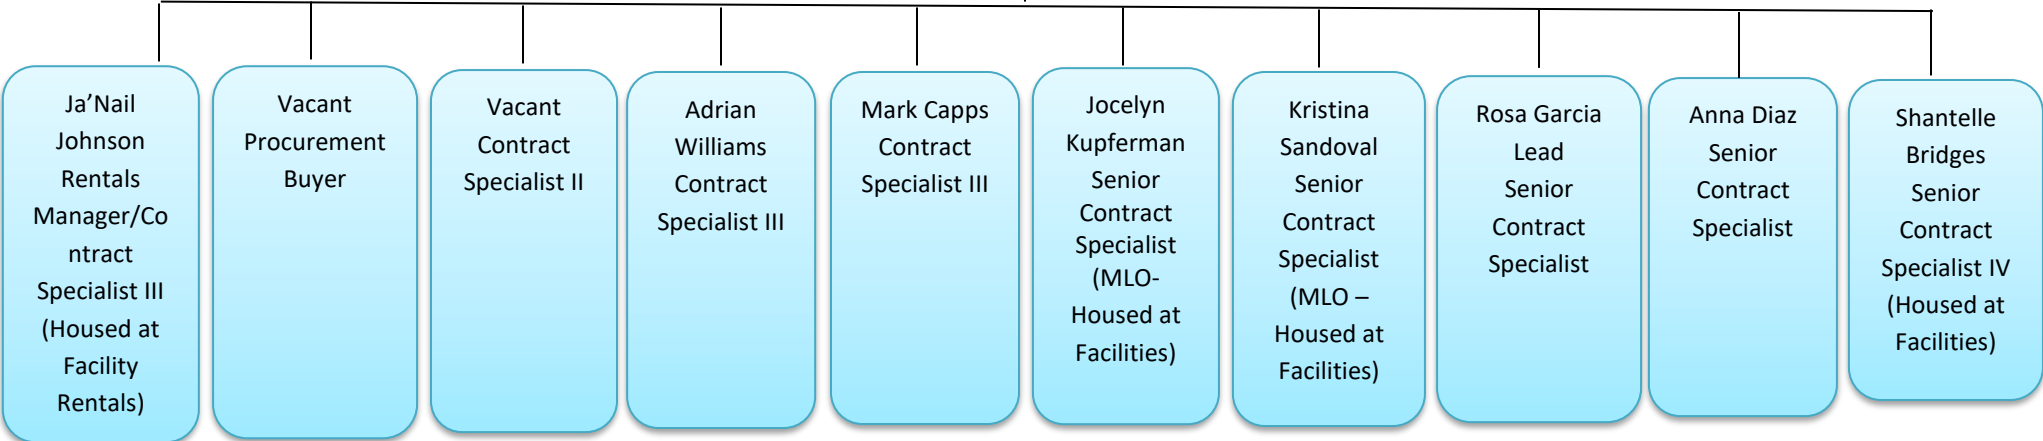 Ja’Nail
Johnson
Rentals
Manager/Co
ntract
Specialist III
(Housed at
Facility
Rentals)
Vacant
Procurement
Buyer
Vacant
Contract
Specialist II
Adrian
Williams
Contract
Specialist III
Mark Capps
Contract
Specialist III
Jocelyn
Kupferman
Senior
Contract
Specialist
(MLO-
Housed at
Facilities)
Kristina
Sandoval
Senior
Contract
Specialist
(MLO –
Housed at
Facilities)
Rosa Garcia
Lead
Senior
Contract
Specialist
Anna Diaz
Senior
Contract
Specialist
Shantelle
Bridges
Senior
Contract
Specialist IV
(Housed at
Facilities)